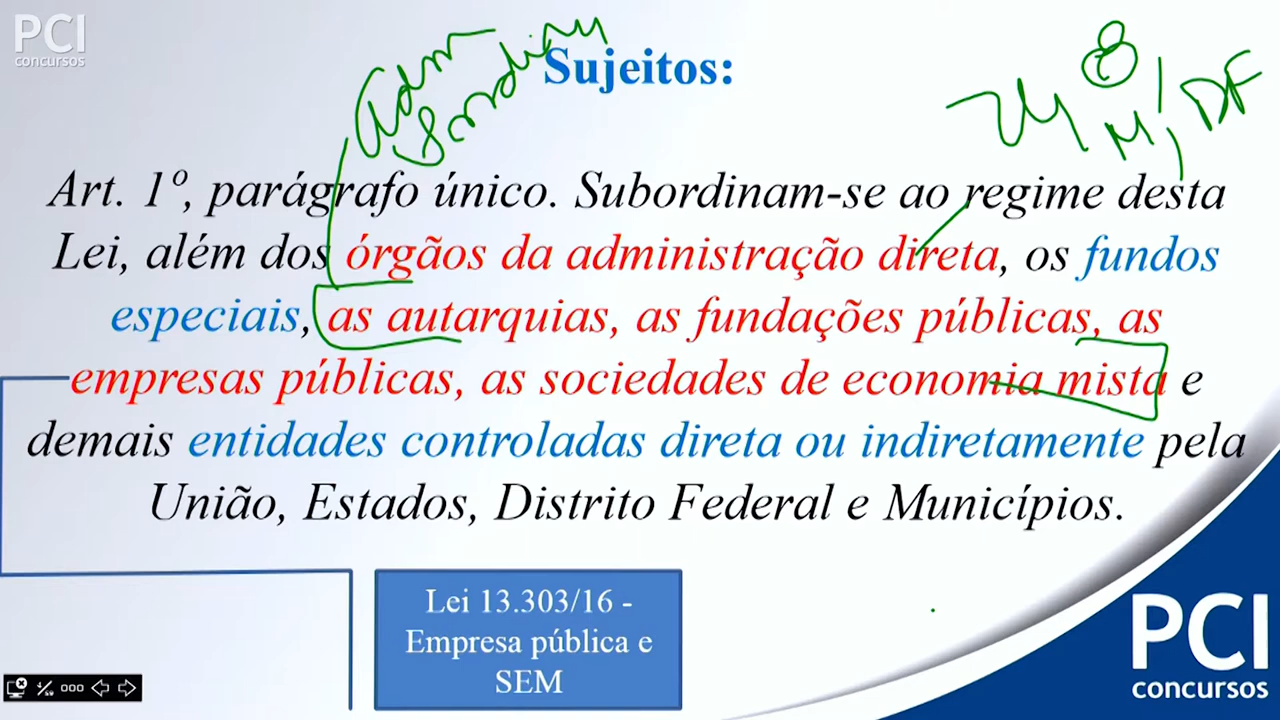 PCI
concursos
Adm
Sujeitos:
M, DF
Art. 1º, parágrafo único. Subordinam-se ao regime desta
Lei, além dos órgãos da administração direta, os fundos
especiais, as autarquias, as fundações públicas, as
empresas públicas, as sociedades de economia mista e
demais entidades controladas direta ou indiretamente pela
União, Estados, Distrito Federal e Municípios.
Lei 13.303/16 -
Empresa pública e
SEM
PCI
concursos